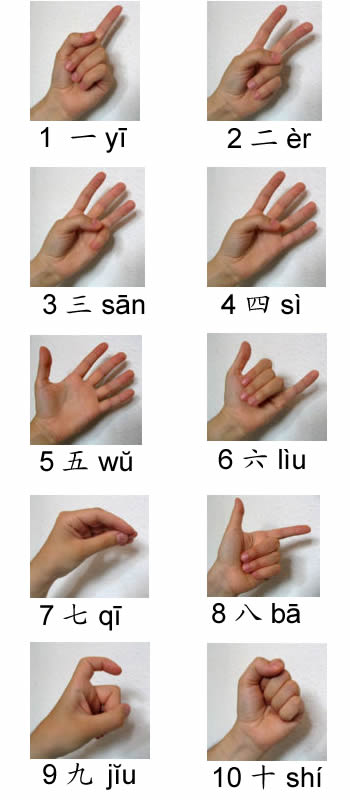 1 一 yī
2 二 èr
3 三 sān
4 四 sì
5 五 wǔ
6 六 lìu
7 七 qī
8 八 bā
9 九 jĭu
10 十 shí